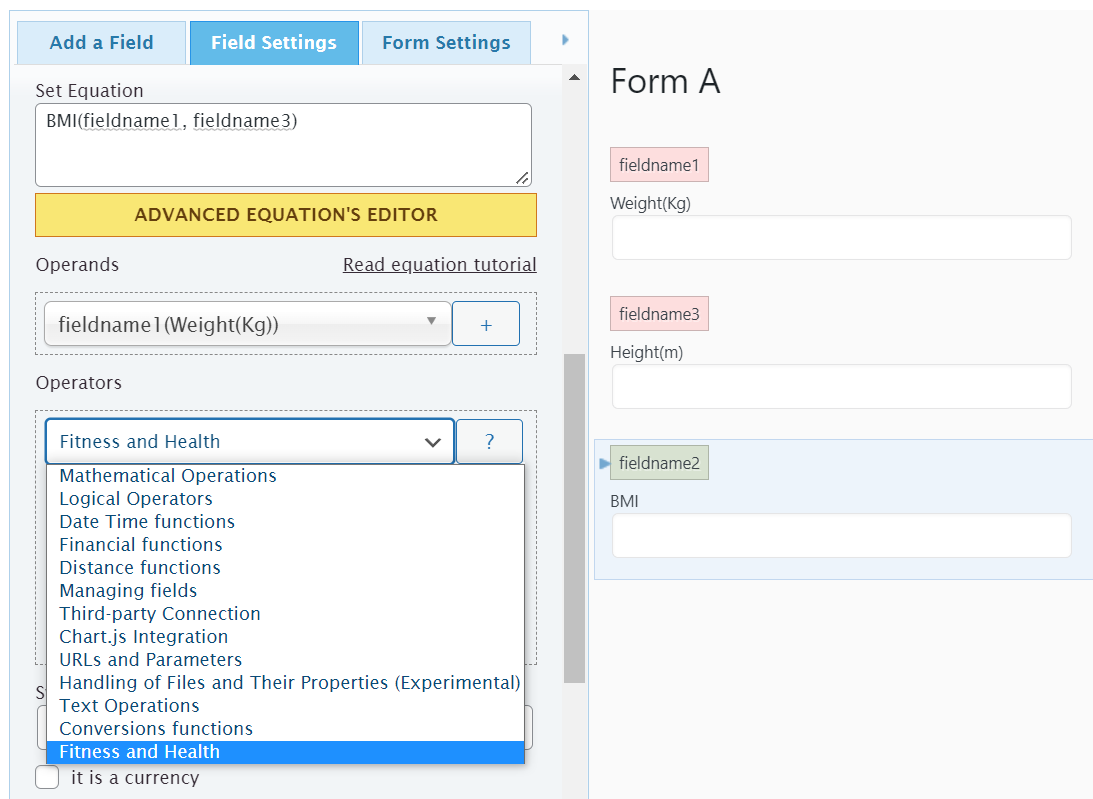 Add a Field
Field Settings
Form Settings
Set Equation
BMI(fieldname1, fieldname3)
ADVANCED EQUATION'S EDITOR
Operands
Read equation tutorial
fieldname1(Weight(Kg))
+
Operators
Fitness and Health
?
Mathematical Operations
Logical Operators
Date Time functions
Financial functions
Distance functions
Managing fields
Third-party Connection
Chart.js Integration
URLs and Parameters
Handling of Files and Their Properties (Experimental)
Text Operations
Conversions functions
Fitness and Health
it is a currency
Form A
fieldname1
Weight(Kg)
fieldname3
Height(m)
fieldname2
BMI